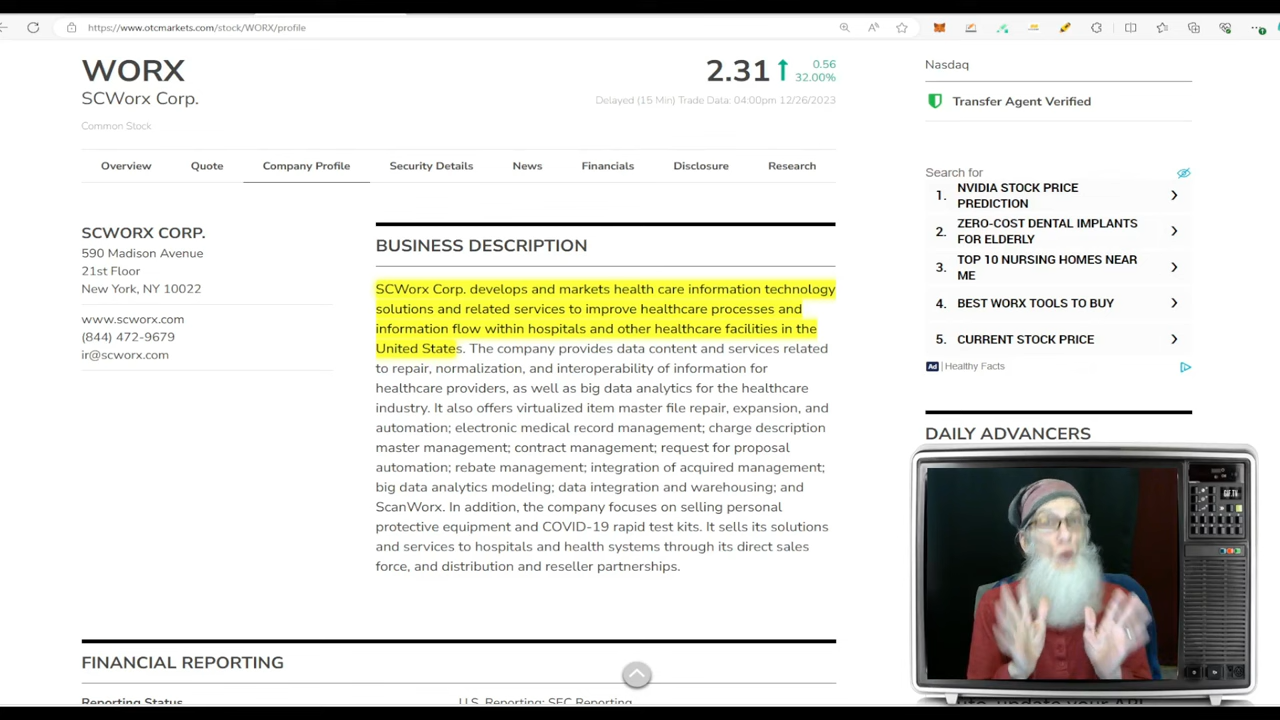 https://www.otcmarkets.com/stock/WORX/profile
WORX
SCWorx Corp.
Common Stock
2.31
0.56
32.00%
Delayed (15 Min) Trade Data: 04:00pm 12/26/2023
Overview
Quote
Company Profile
Security Details
News
Financials
Disclosure
Research
SCWORX CORP.
590 Madison Avenue
21st Floor
New York, NY 10022
www.scworx.com
(844) 472-9679
ir@scworx.com
BUSINESS DESCRIPTION
SCWorx Corp. develops and markets health care information technology
solutions and related services to improve healthcare processes and
information flow within hospitals and other healthcare facilities in the
United States. The company provides data content and services related
to repair, normalization, and interoperability of information for
healthcare providers, as well as big data analytics for the healthcare
industry. It also offers virtualized item master file repair, expansion, and
automation; electronic medical record management; charge description
master management; contract management; request for proposal
automation; rebate management; integration of acquired management;
big data analytics modeling; data integration and warehousing; and
ScanWorx. In addition, the company focuses on selling personal
protective equipment and COVID-19 rapid test kits. It sells its solutions
and services to hospitals and health systems through its direct sales
force, and distribution and reseller partnerships.
FINANCIAL REPORTING
Reporting Status
U.S. Reporting: SEC Reporting
Nasdaq
Transfer Agent Verified
Search for
1. NVIDIA STOCK PRICE
PREDICTION
2. ZERO-COST DENTAL IMPLANTS
FOR ELDERLY
3. TOP 10 NURSING HOMES NEAR
ME
4. BEST WORX TOOLS TO BUY
5. CURRENT STOCK PRICE
Ad Healthy Facts
DAILY ADVANCERS
GIF.TV